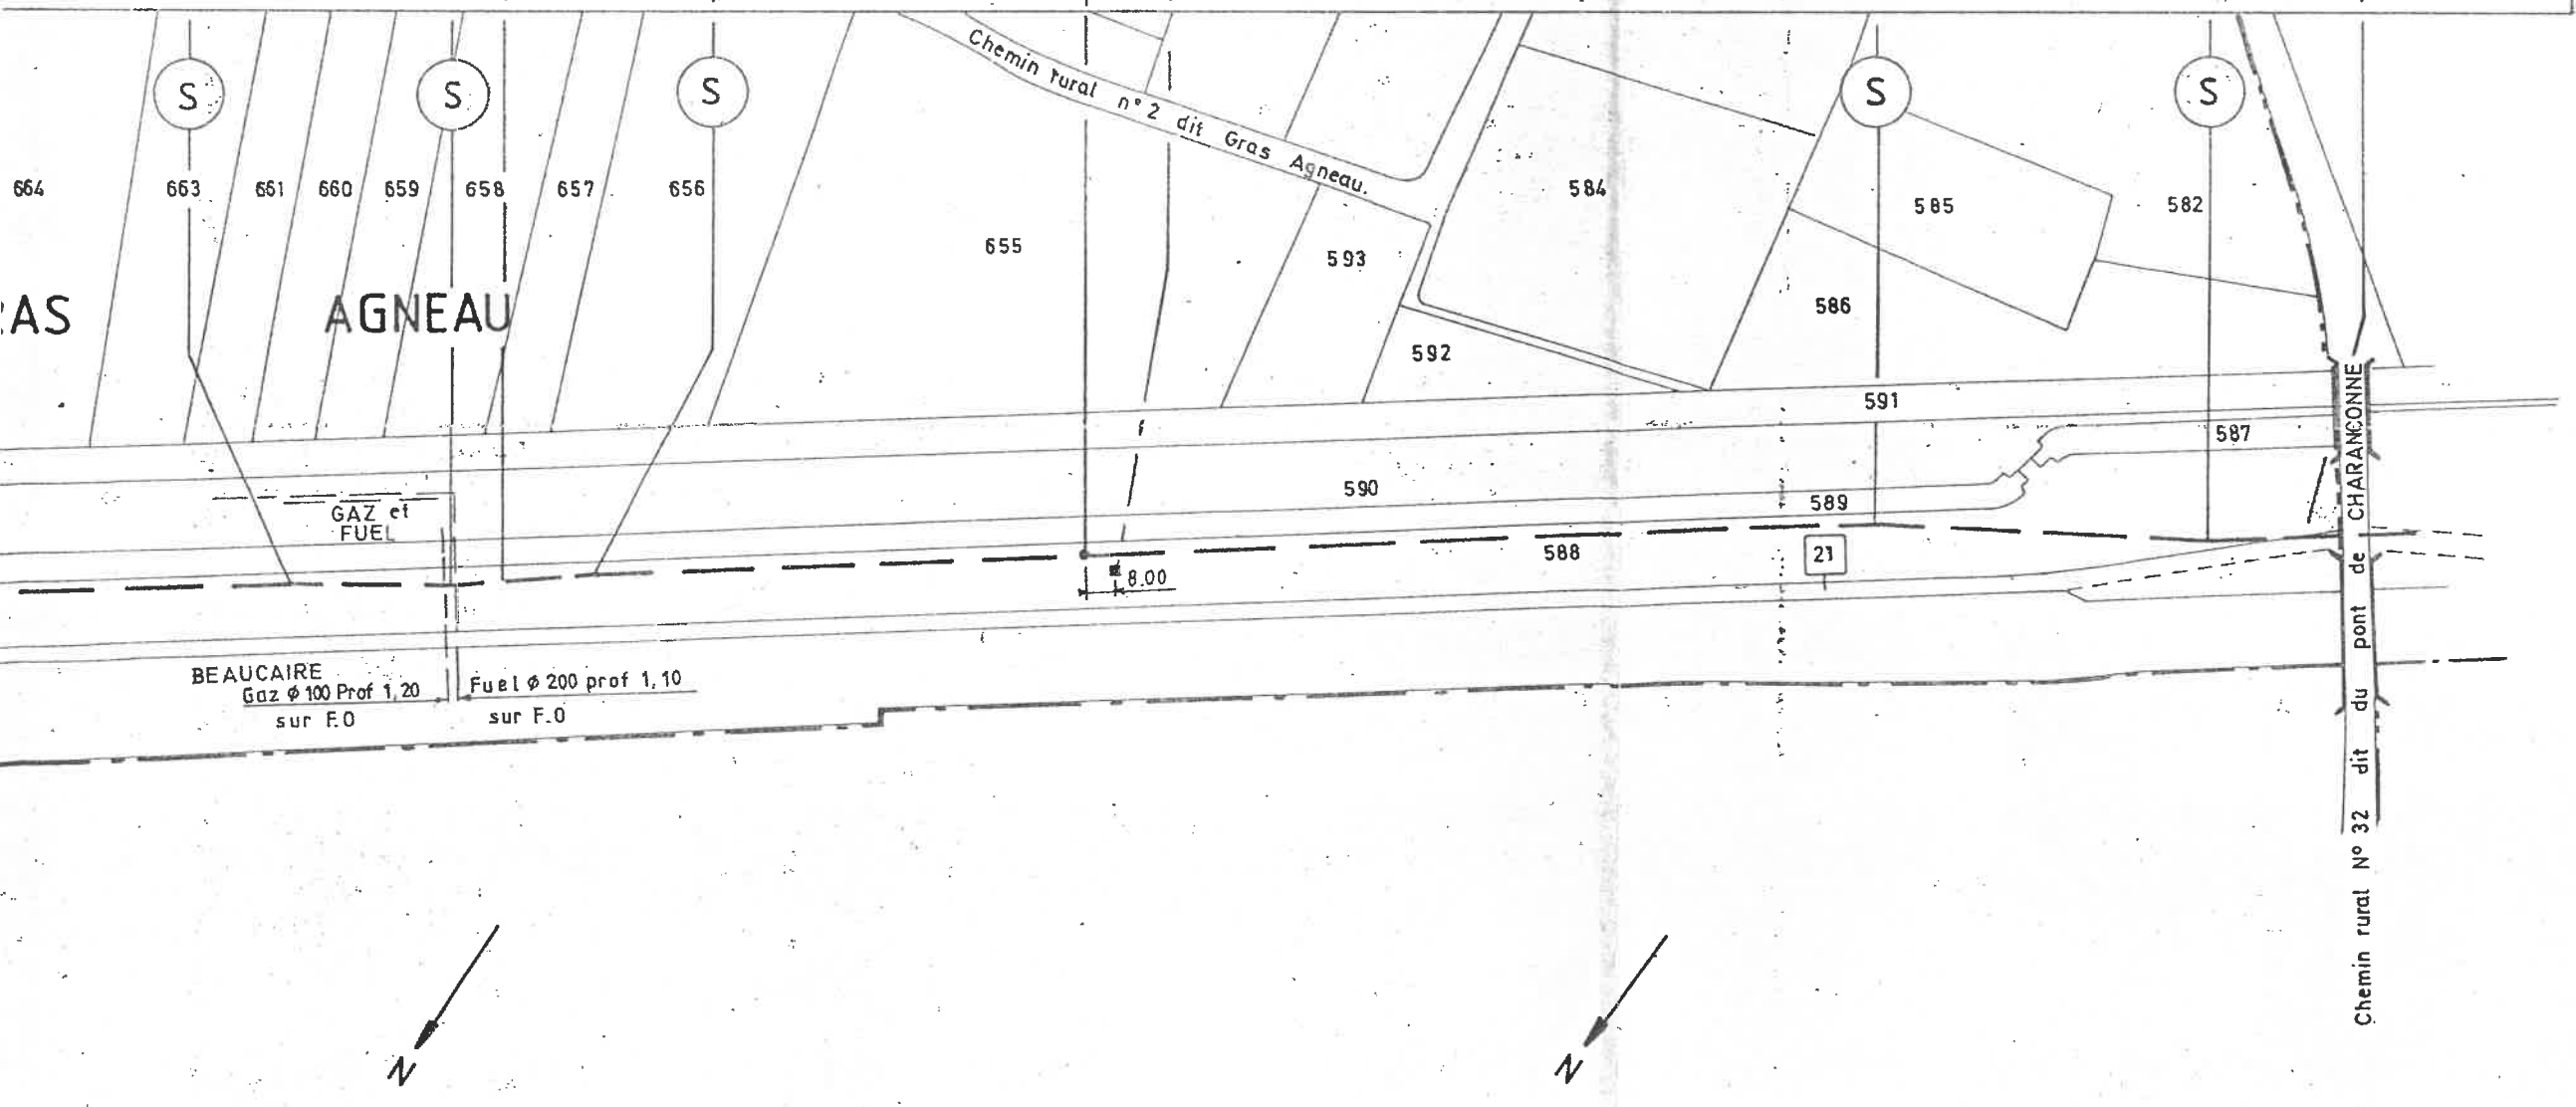 S
S
S
S
S
Chemin rural n° 2 dit Gras Agneau.
664
663
661
660
659
658
657
656
655
593
584
585
582
586
592
AGNEAU
591
587
590
589
588
21
GAZ et
FUEL
8.00
BEAUCAIRE
Gaz ϕ 100 Prof 1,20
sur F.O
Fuel ϕ 200 prof 1,10
sur F.O
Chemin rural N° 32 dit du pont de CHARANCONNE
N
N